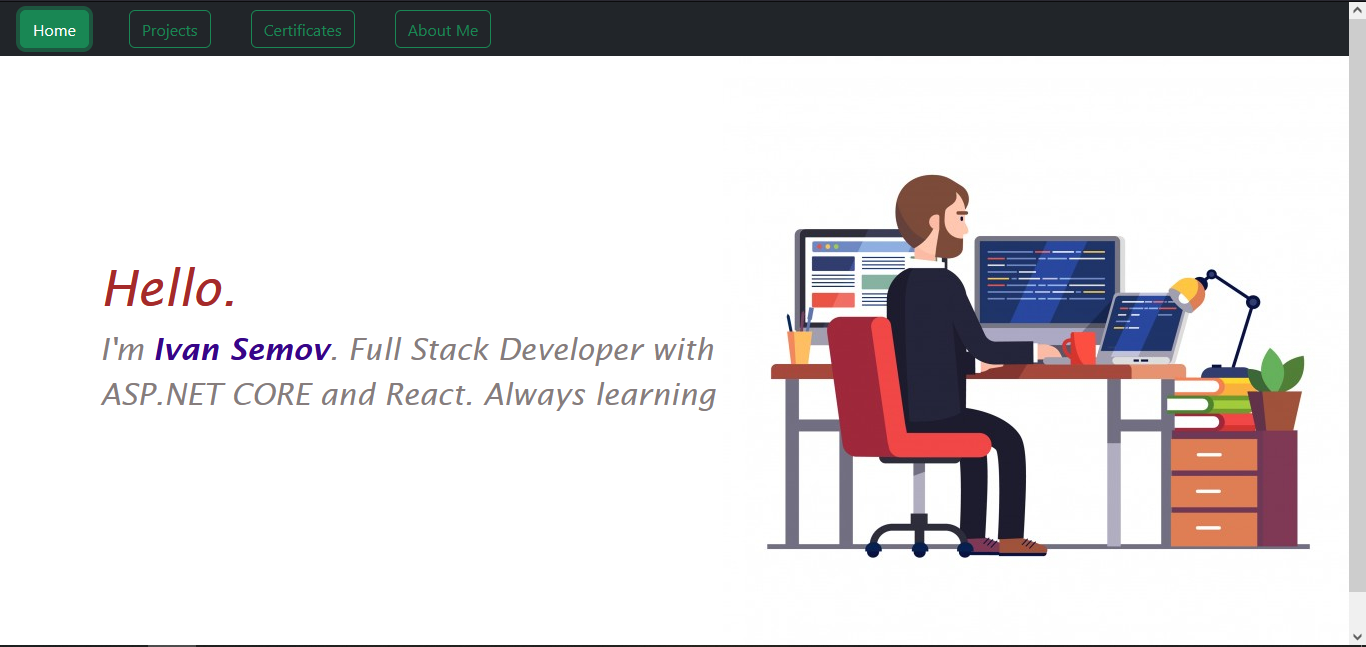 Home Projects Certificates About Me
Hello.
I'm Ivan Semov. Full Stack Developer with
ASP.NET CORE and React. Always learning